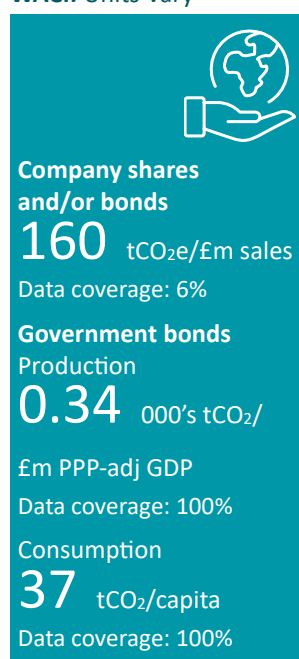 WACI: Units vary
Company shares
and/or bonds
160 tCO₂e/£m sales
Data coverage: 6%
Government bonds
Production
0.34 000's tCO₂/
£m PPP-adj GDP
Data coverage: 100%
Consumption
37 tCO₂/capita
Data coverage: 100%